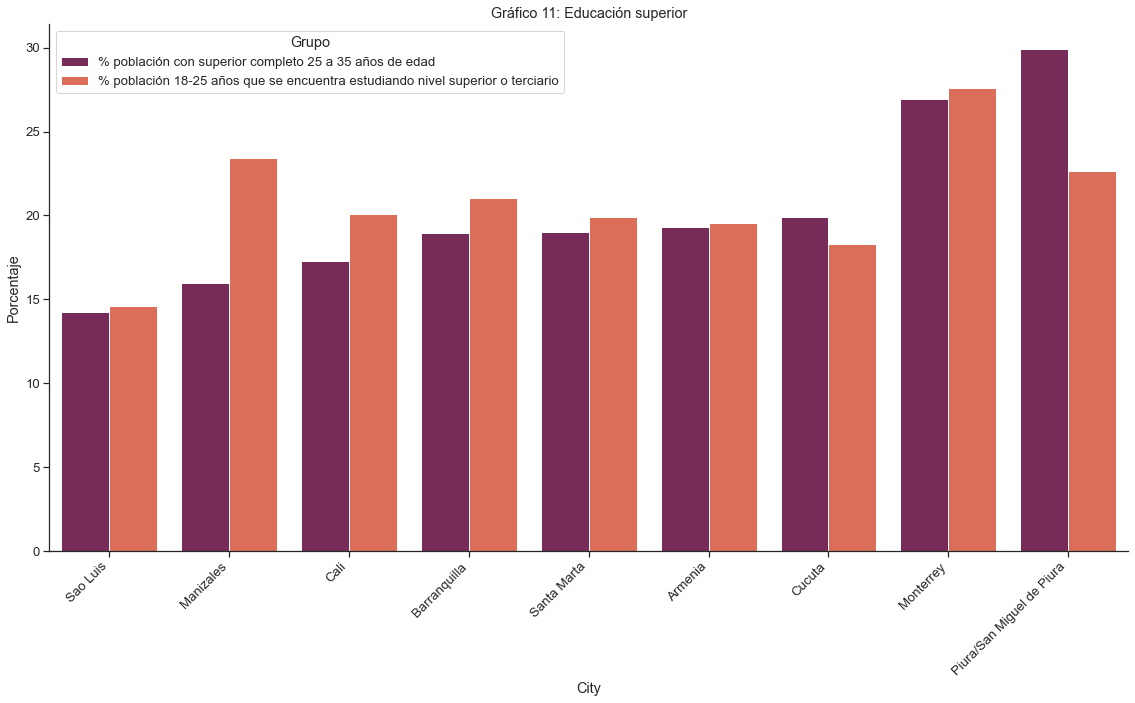 Gráfico 11: Educación superior
Grupo
% población con superior completo 25 a 35 años de edad
% población 18-25 años que se encuentra estudiando nivel superior o terciario
30
25
20
15
10
5
0
Porcentaje
Sao Luis
Manizales
Cali
Barranquilla
Santa Marta
Armenia
Cucuta
Monterrey
Piura/San Miguel de Piura
City